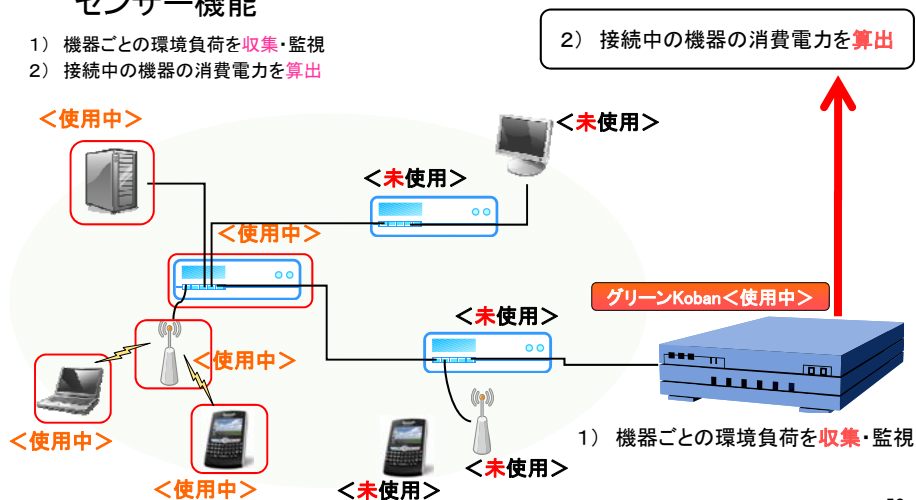 センサー機能
1） 機器ごとの環境負荷を収集・監視
2） 接続中の機器の消費電力を算出
2） 接続中の機器の消費電力を算出
＜使用中＞
＜未使用＞
＜未使用＞
＜使用中＞
グリーンKoban＜使用中＞
＜未使用＞
＜使用中＞
1） 機器ごとの環境負荷を収集・監視
＜使用中＞
＜未使用＞
＜使用中＞
＜未使用＞